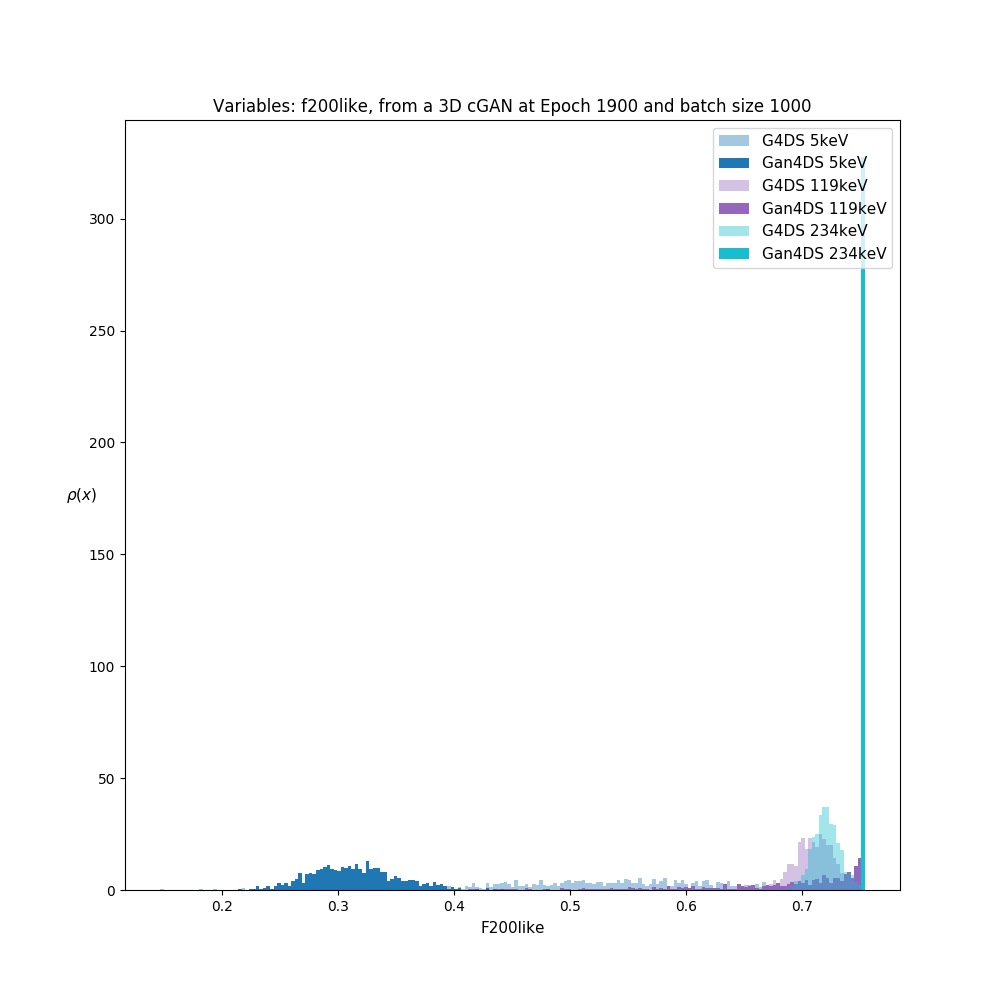 Variables: f200like, from a 3D cGAN at Epoch 1900 and batch size 1000
G4DS 5keV
Gan4DS 5keV
G4DS 119keV
Gan4DS 119keV
G4DS 234keV
Gan4DS 234keV
300
250
200
150
100
50
0
ρ(x)
0.2 0.3 0.4 0.5 0.6 0.7
F200like